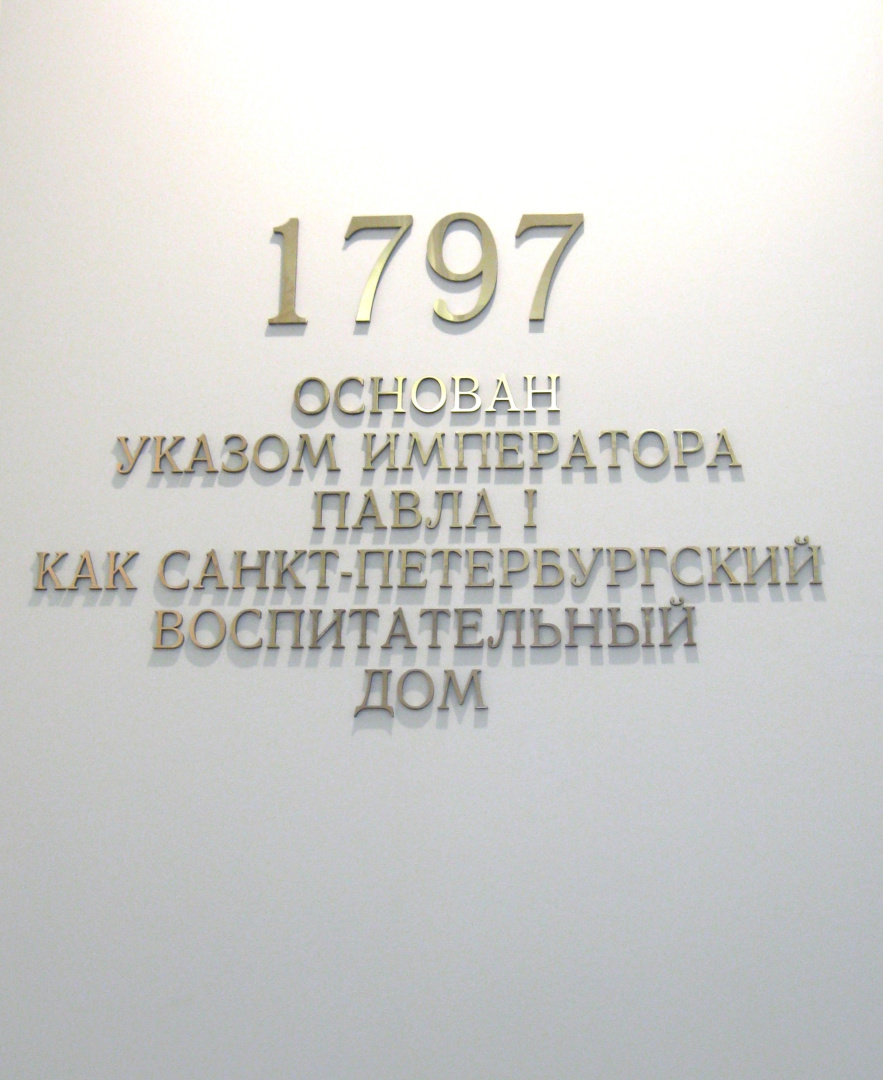 1797
ОСНОВАН
УКАЗОМ ИМПЕРАТОРА
ПАВЛА I
КАК САНКТ-ПЕТЕРБУРГСКИЙ
ВОСПИТАТЕЛЬНЫЙ
ДОМ